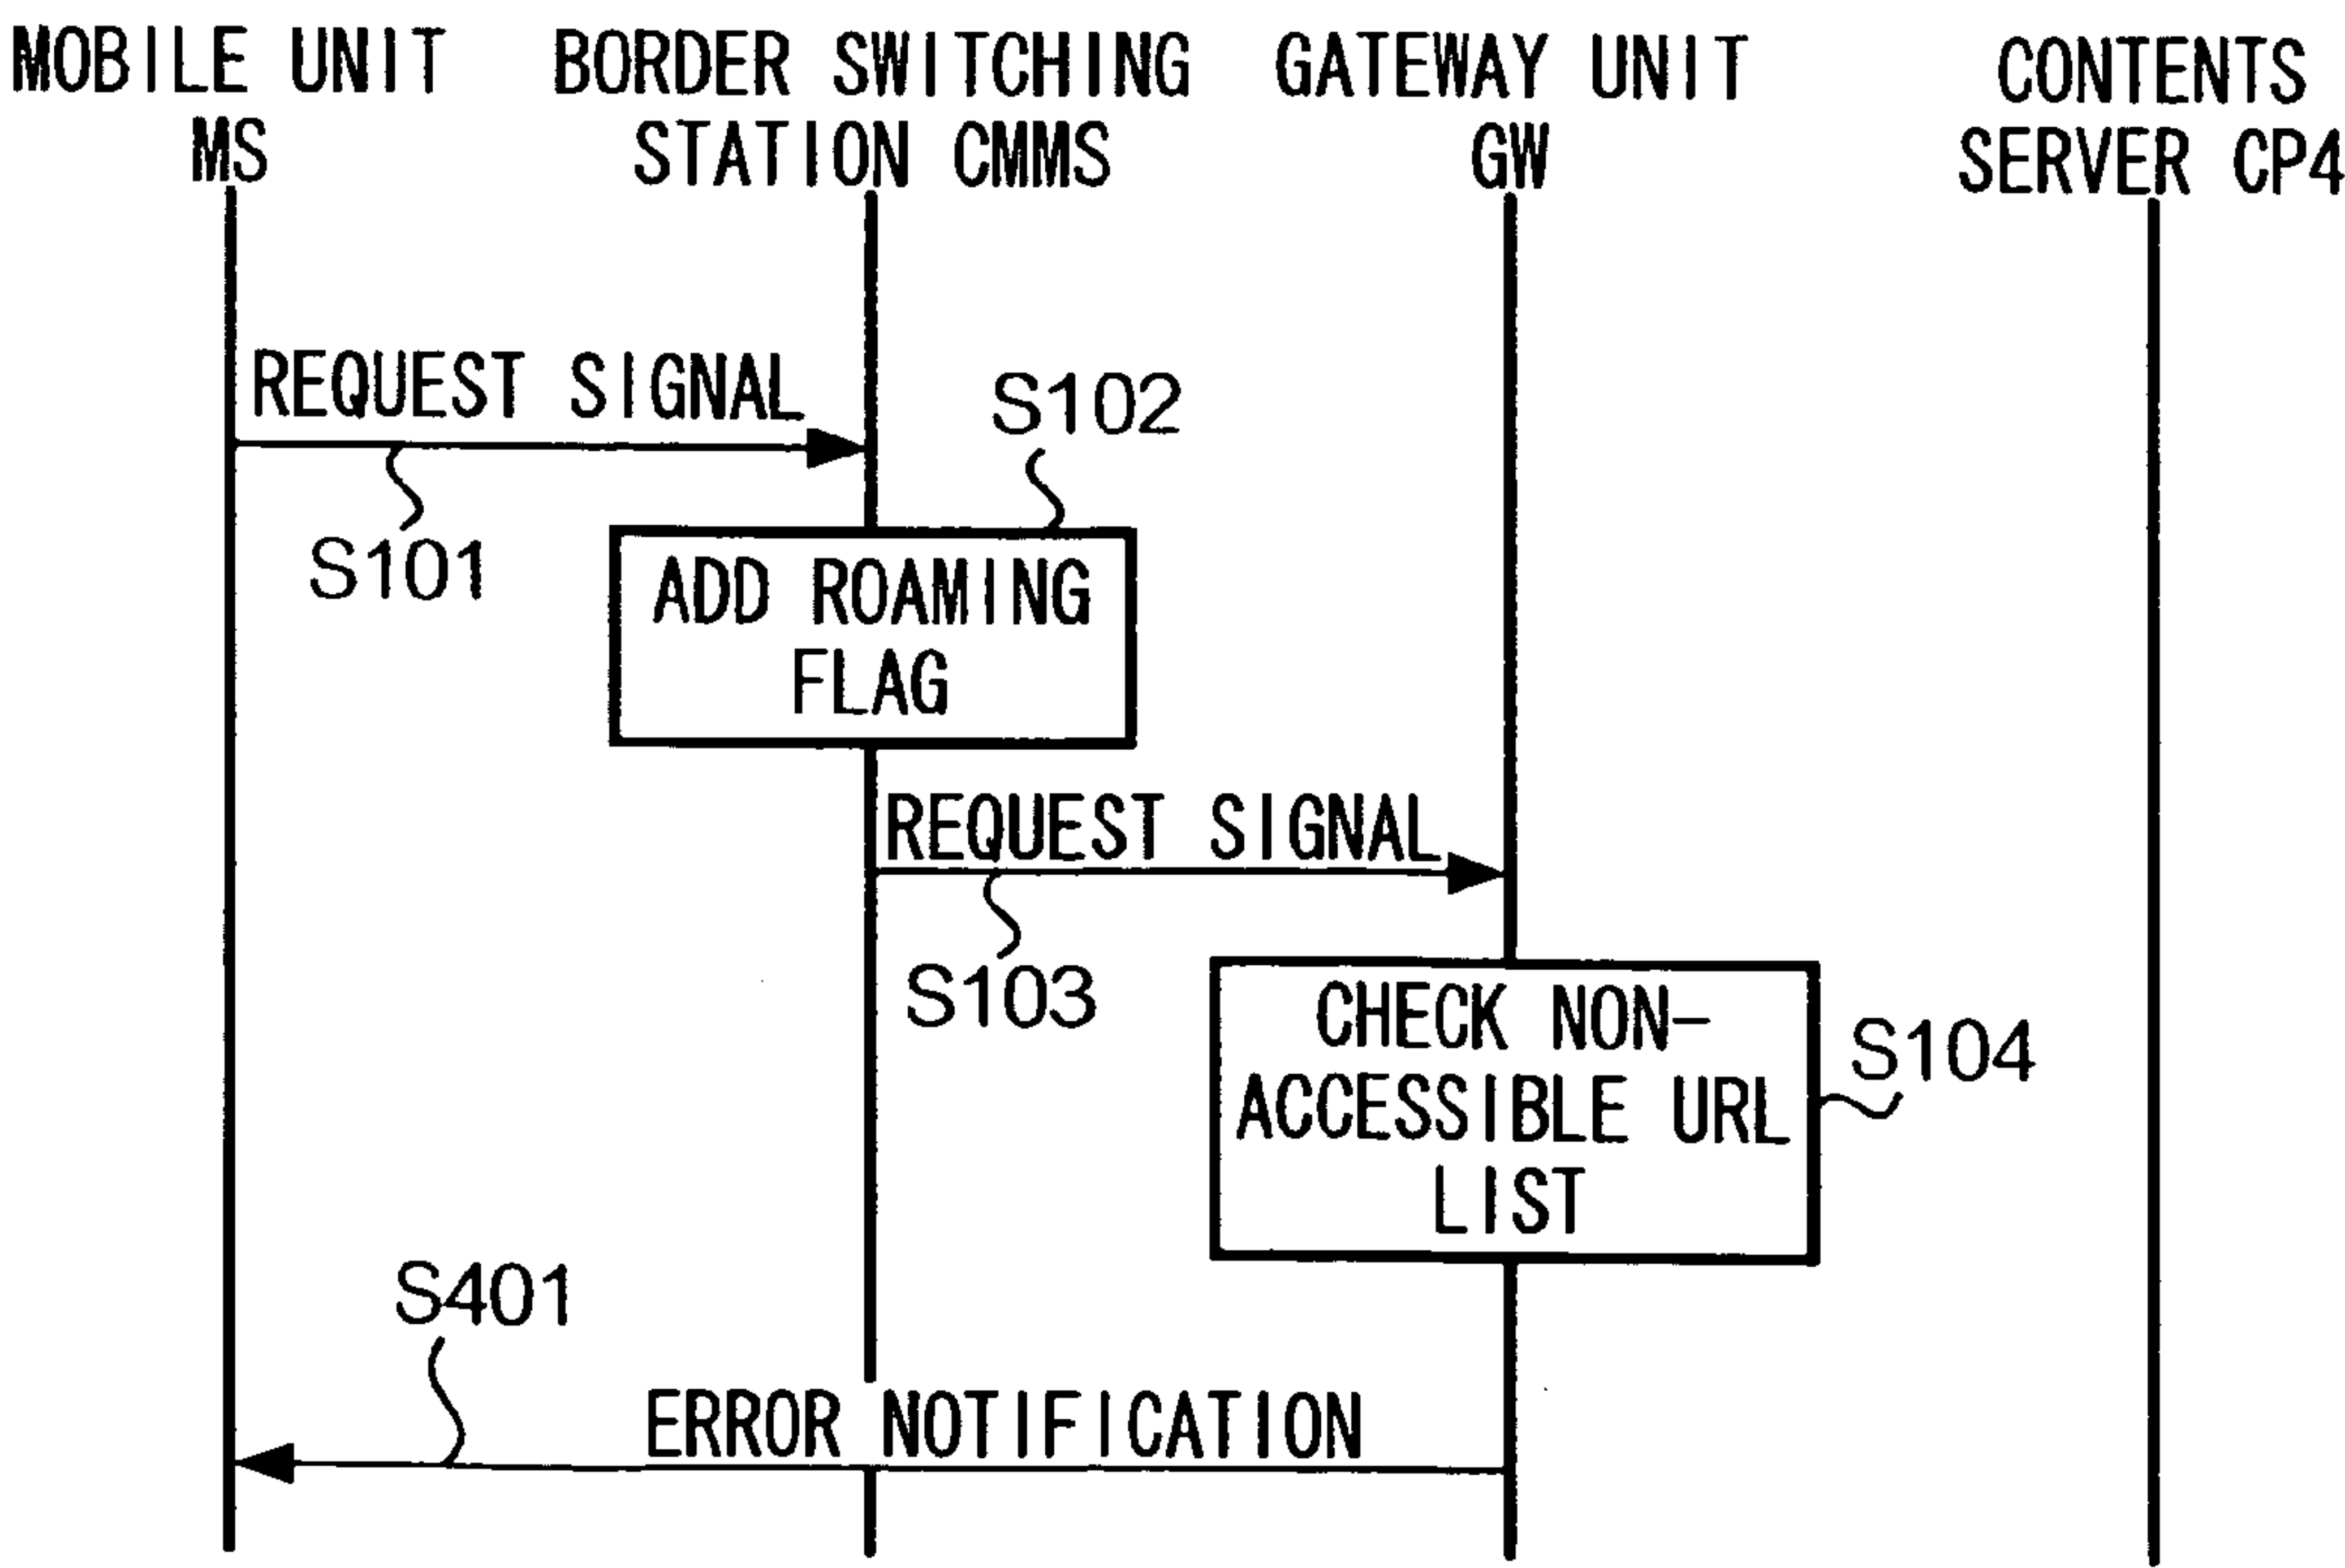 MOBILE UNIT
MS
BORDER SWITCHING
STATION CMMS
GATEWAY UNIT
GW
CONTENTS
SERVER CP4
REQUEST SIGNAL
S101
S102
ADD ROAMING
FLAG
REQUEST SIGNAL
S103
CHECK NON-
ACCESSIBLE URL
LIST
S104
S401
ERROR NOTIFICATION